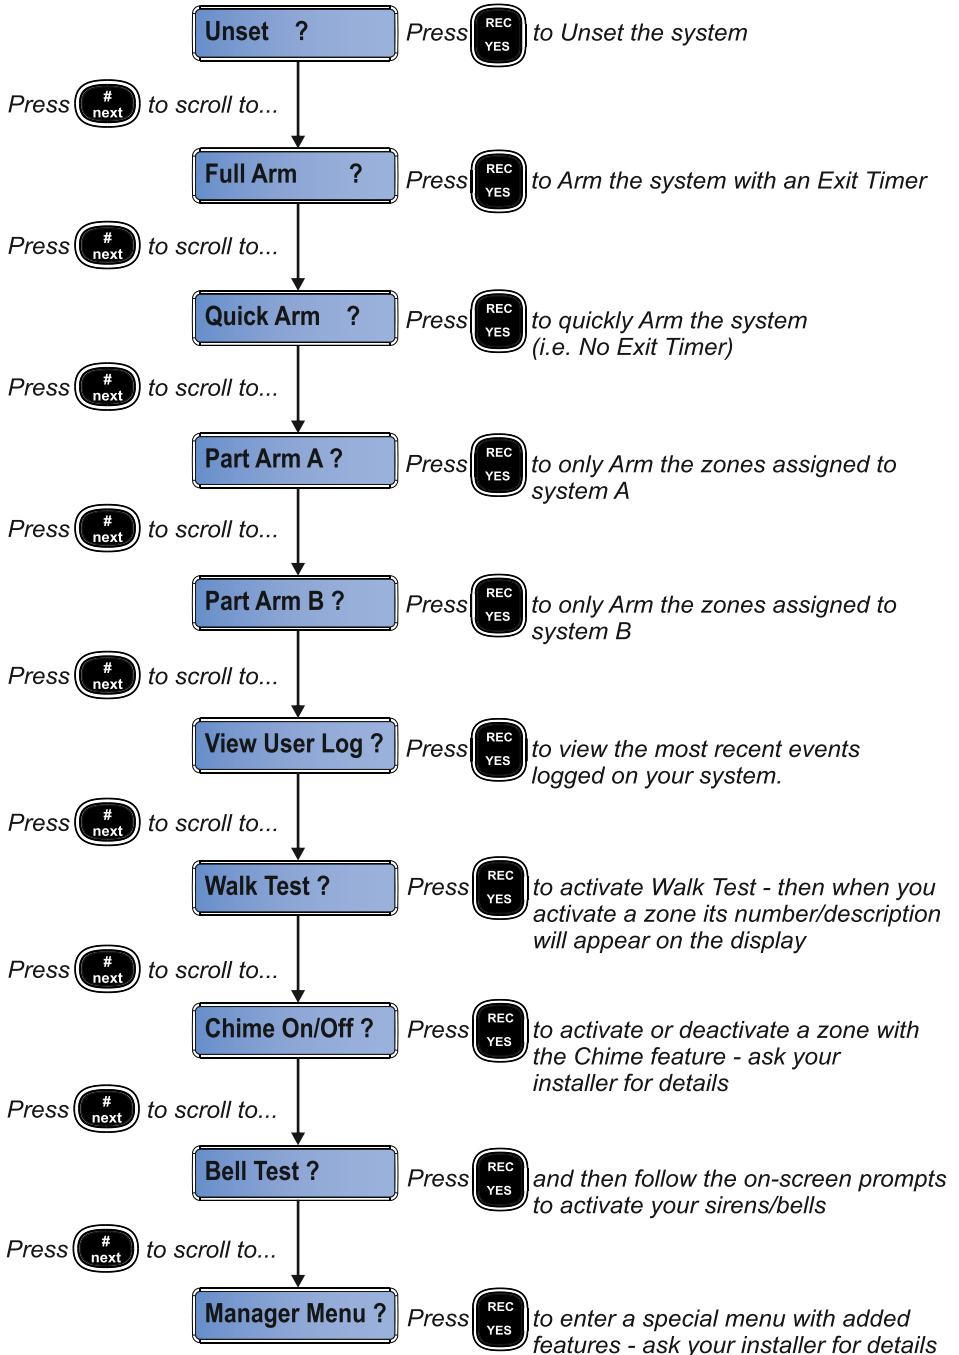 Unset ?
Press REC YES to Unset the system
Press # next to scroll to...
Full Arm ?
Press REC YES to Arm the system with an Exit Timer
Press # next to scroll to...
Quick Arm ?
Press REC YES to quickly Arm the system
(i.e. No Exit Timer)
Press # next to scroll to...
Part Arm A ?
Press REC YES to only Arm the zones assigned to
system A
Press # next to scroll to...
Part Arm B ?
Press REC YES to only Arm the zones assigned to
system B
Press # next to scroll to...
View User Log ?
Press REC YES to view the most recent events
logged on your system.
Press # next to scroll to...
Walk Test ?
Press REC YES to activate Walk Test - then when you
activate a zone its number/description
will appear on the display
Press # next to scroll to...
Chime On/Off ?
Press REC YES to activate or deactivate a zone with
the Chime feature - ask your
installer for details
Press # next to scroll to...
Bell Test ?
Press REC YES and then follow the on-screen prompts
to activate your sirens/bells
Press # next to scroll to...
Manager Menu ?
Press REC YES to enter a special menu with added
features - ask your installer for details